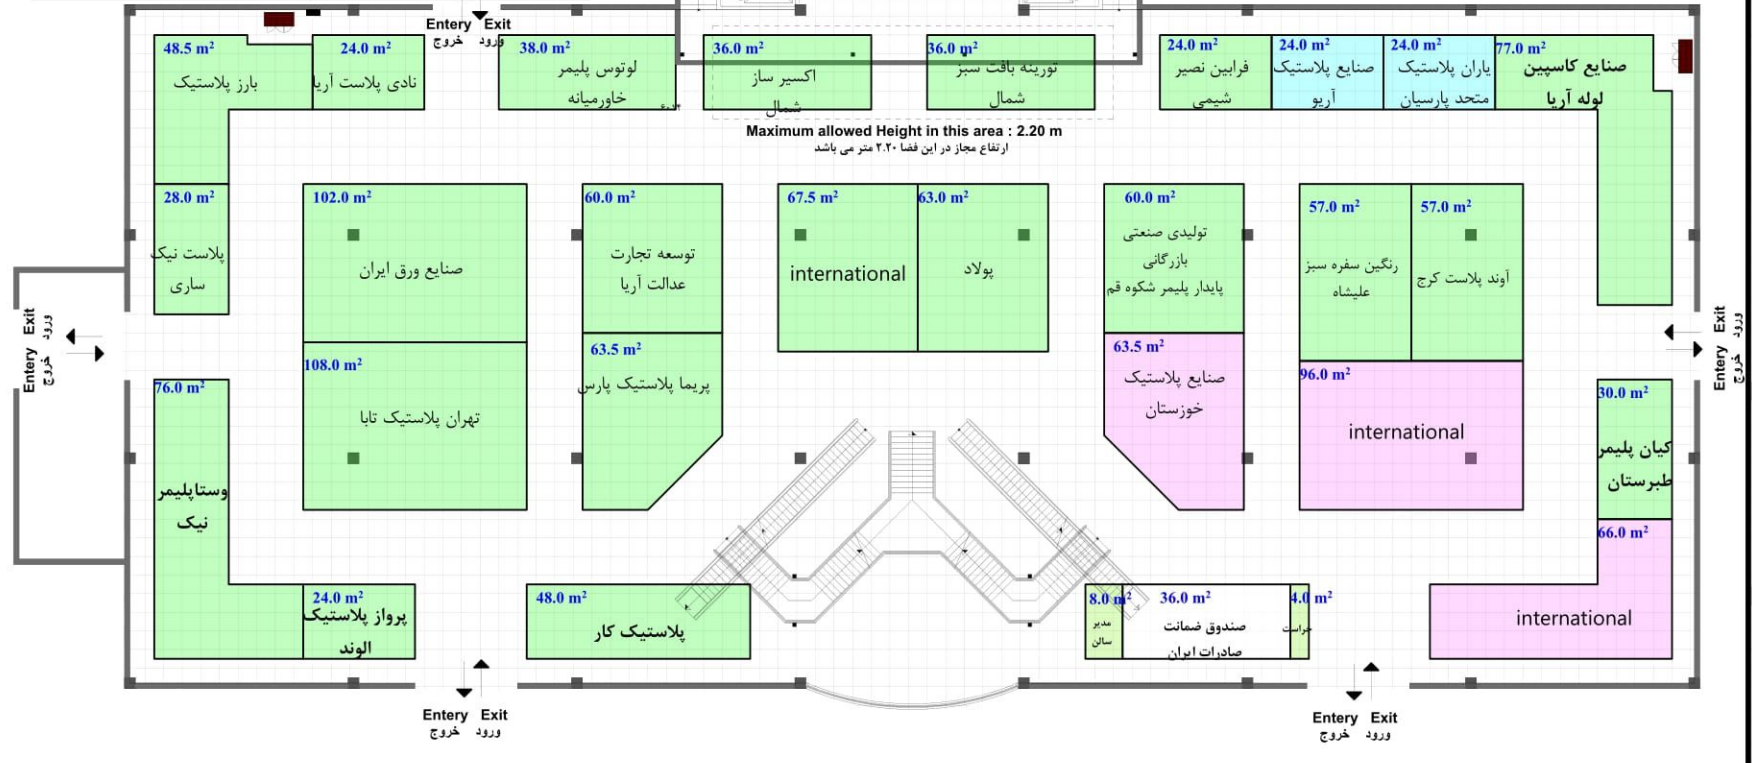 Entery Exit
خروج ورود
48.5 m²
بارز پلاستیک
24.0 m²
نادی پلاست آریا
38.0 m²
لوتوس پلیمر
خاورمیانه
36.0 m²
اکسیر ساز
شمال
36.0 m²
تورینه بافت سبز
شمال
24.0 m²
فرابین نصیر
شیمی
24.0 m²
صنایع پلاستیک
آریو
24.0 m²
یاران پلاستیک
متحد پارسیان
77.0 m²
صنایع کاسپین
لوله آریا
Maximum allowed Height in this area : 2.20 m
ارتفاع مجاز در این فضا ۲.۲۰ متر می باشد
28.0 m²
پلاست نیک
ساری
102.0 m²
صنایع ورق ایران
60.0 m²
توسعه تجارت
عدالت آریا
67.5 m²
international
63.0 m²
پولاد
60.0 m²
تولیدی صنعتی
بازرگانی
پایدار پلیمر شکوه قم
57.0 m²
رنگین سفره سبز
علیشاه
57.0 m²
آوند پلاست کرج
Entery Exit
خروج ورود
Entery Exit
خروج ورود
108.0 m²
تهران پلاستیک تابا
63.5 m²
پریما پلاستیک پارس
63.5 m²
صنایع پلاستیک
خوزستان
96.0 m²
international
76.0 m²
وستاپلیمر
نیک
30.0 m²
کیان پلیمر
طبرستان
66.0 m²
international
24.0 m²
پرواز پلاستیک
الوند
48.0 m²
پلاستیک کار
8.0 m²
مدیر
سالن
36.0 m²
صندوق ضمانت
صادرات ایران
4.0 m²
حراست
Entery Exit
خروج ورود
Entery Exit
خروج ورود